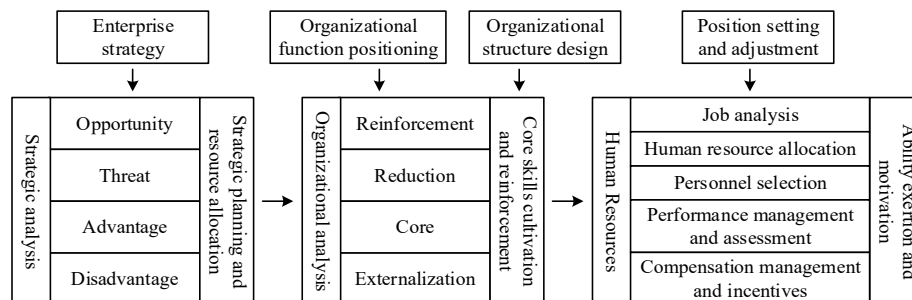 Enterprise
strategy
Organizational
function positioning
Organizational
structure design
Position setting
and adjustment
Strategic analysis
Opportunity
Threat
Advantage
Disadvantage
Strategic planning and
resource allocation
Organizational analysis
Reinforcement
Reduction
Core
Externalization
Core skills cultivation
and reinforcement
Human Resources
Job analysis
Human resource allocation
Personnel selection
Performance management
and assessment
Compensation management
and incentives
Ability exertion and
motivation